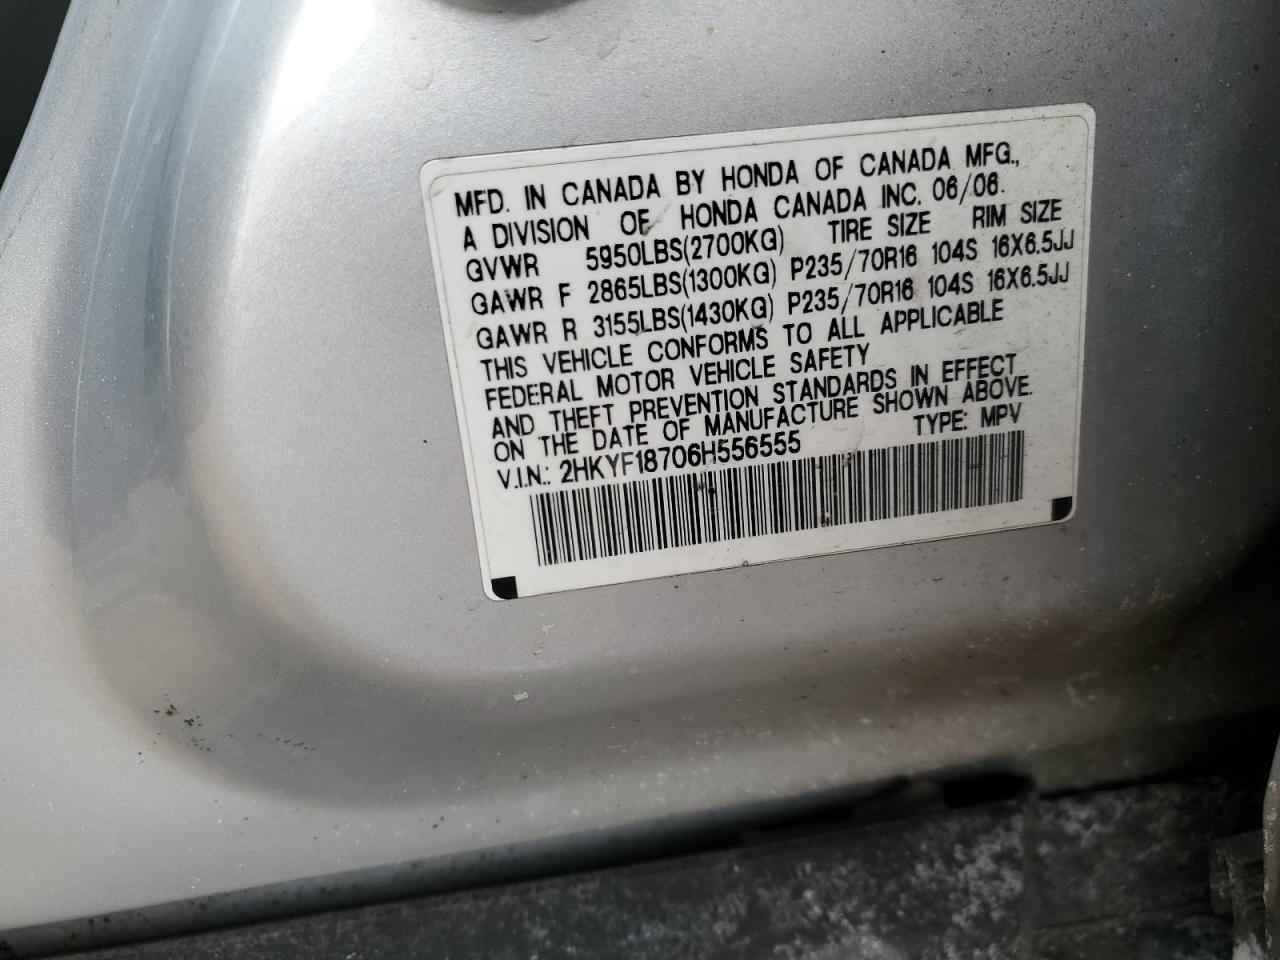 MFD. IN CANADA BY HONDA OF CANADA MFG.,
A DIVISION OF HONDA CANADA INC. 06/06.
GVWR 5950LBS(2700KG) TIRE SIZE RIM SIZE
GAWR F 2865LBS(1300KG) P235/70R16 104S 16X6.5JJ
GAWR R 3155LBS(1430KG) P235/70R16 104S 16X6.5JJ
THIS VEHICLE CONFORMS TO ALL APPLICABLE
FEDERAL MOTOR VEHICLE SAFETY
AND THEFT PREVENTION STANDARDS IN EFFECT
ON THE DATE OF MANUFACTURE SHOWN ABOVE.
V.I.N.: 2HKYF18706H556555 TYPE: MPV